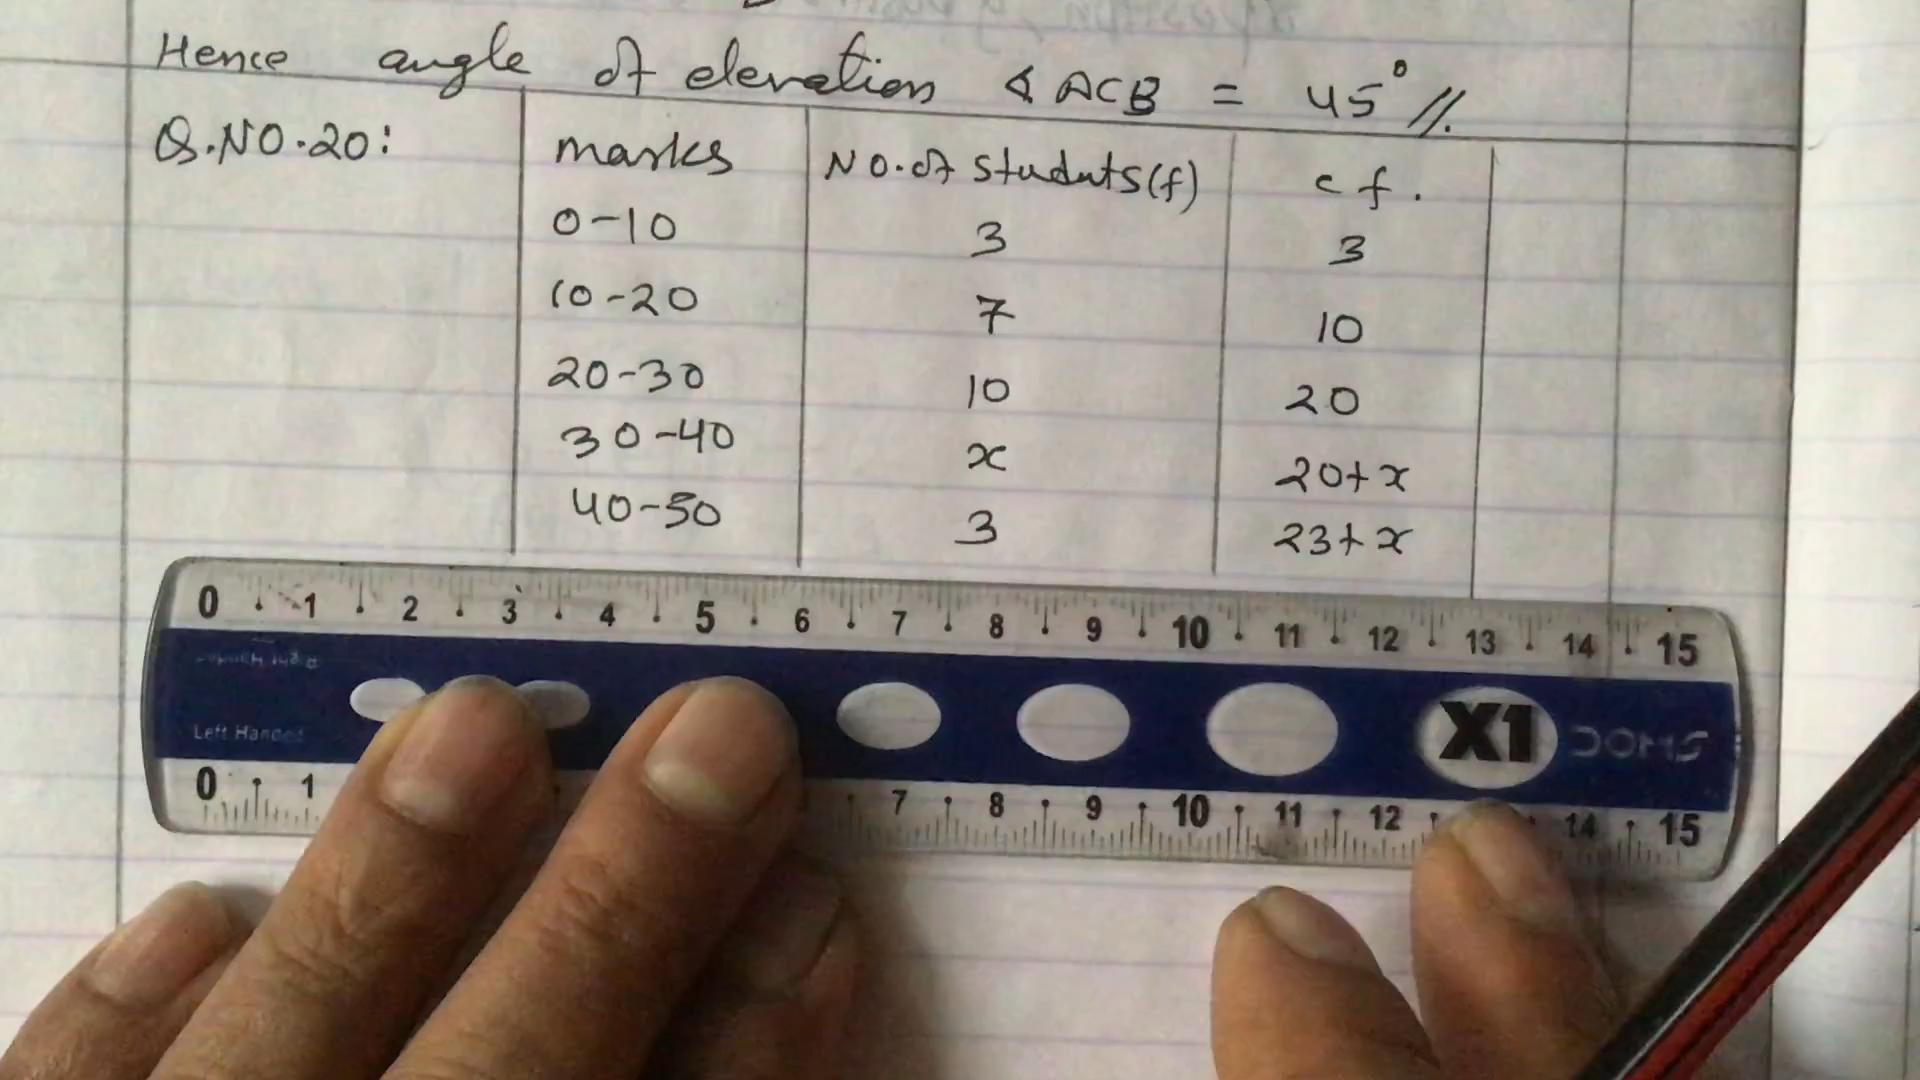 Hence angle of elevation ∢ ACB = 45° //.
Q.NO.20: marks No.of students(f) cf.
0-10 3 3
10-20 7 10
20-30 10 20
30-40 x 20+x
40-50 3 23+x
0 1 2 3 4 5 6 7 8 9 10 11 12 13 14 15
Left Handed X1 DOMS
0 1 7 8 9 10 11 12 14 15